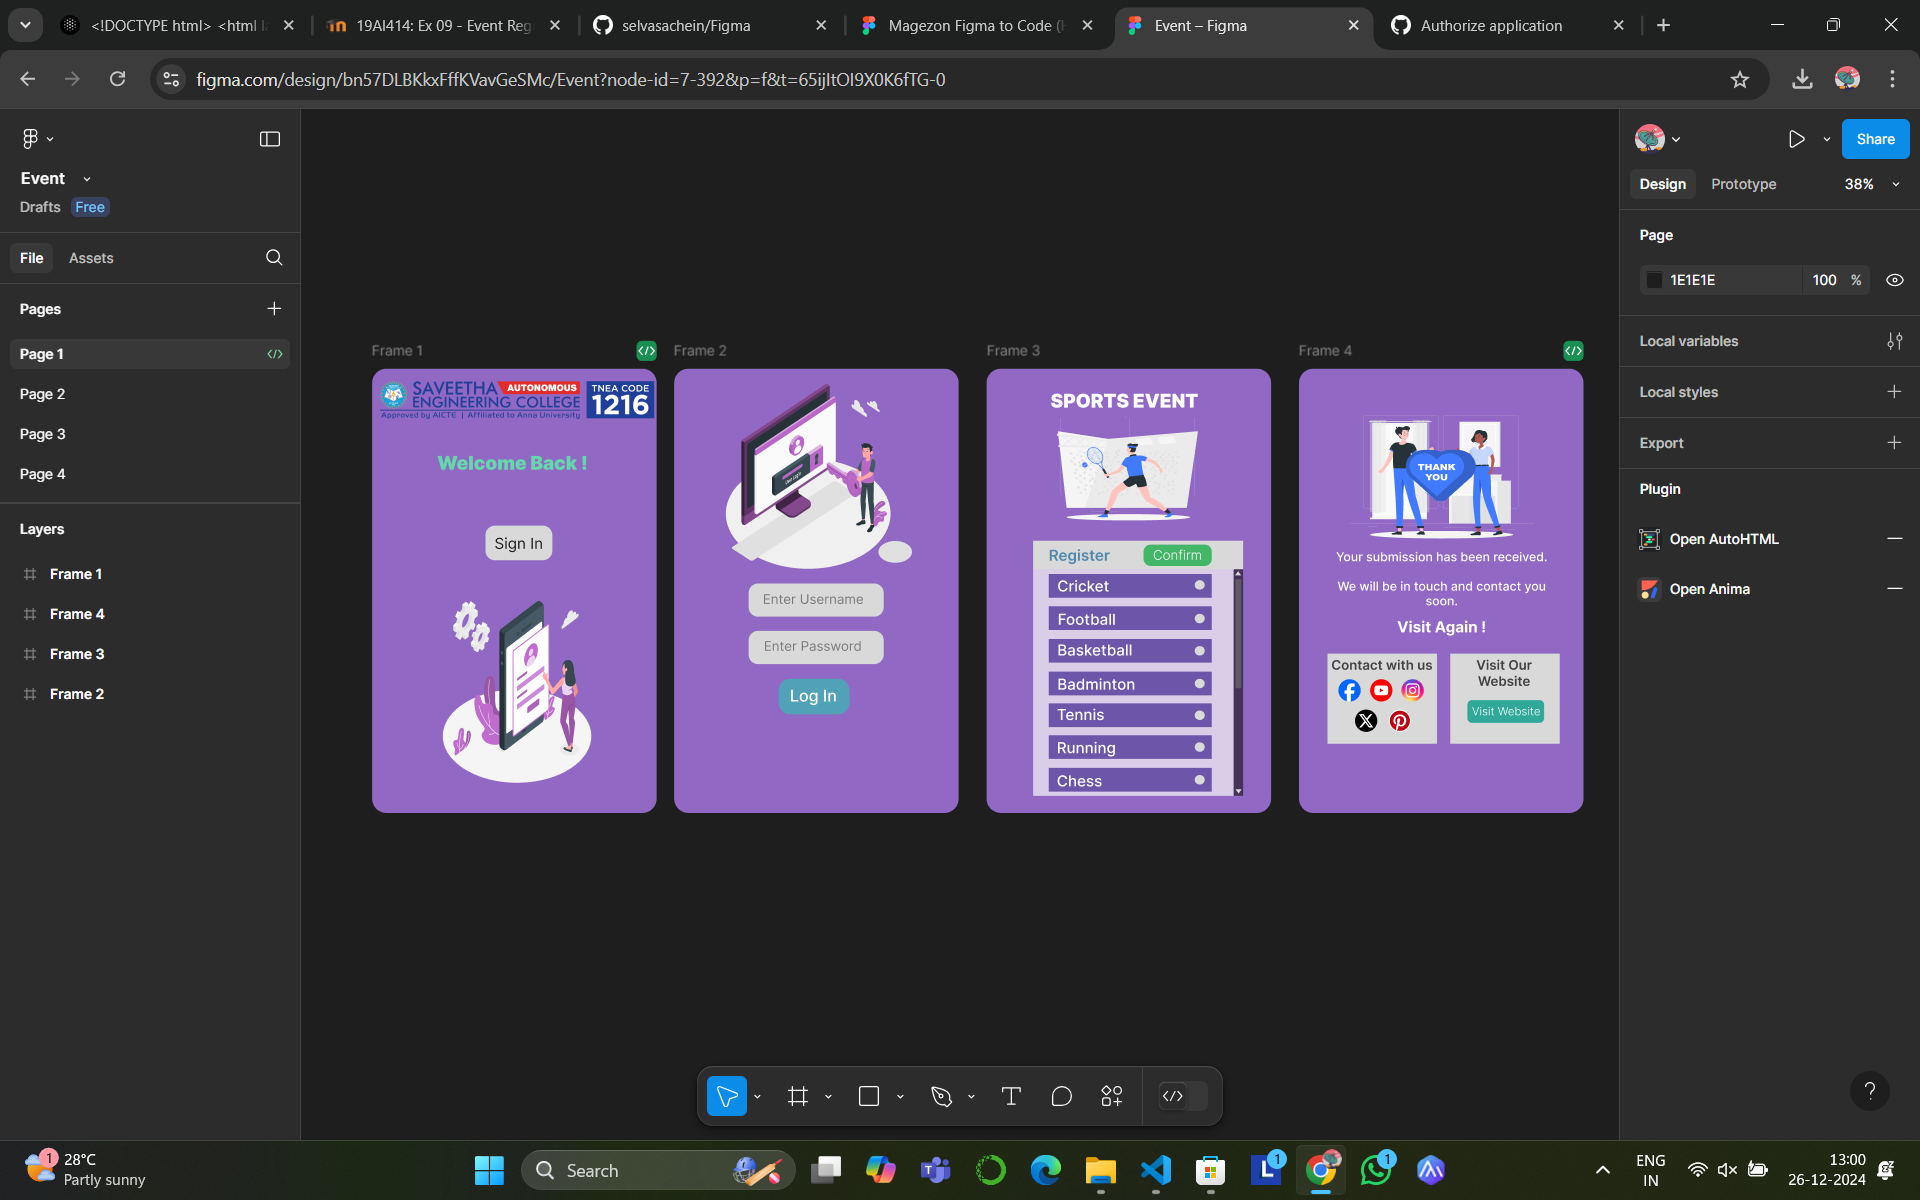 <!DOCTYPE html> <html l
19AI414: Ex 09 - Event Reg
selvasachein/Figma
Magezon Figma to Code (H
Event – Figma
Authorize application
figma.com/design/bn57DLBKkxFffKVavGeSMc/Event?node-id=7-392&p=f&t=65ijItOI9X0K6fTG-0
Event
Drafts Free
File Assets
Pages
Page 1
Page 2
Page 3
Page 4
Layers
Frame 1
Frame 4
Frame 3
Frame 2
Frame 1
SAVEETHA AUTONOMOUS
ENGINEERING COLLEGE
Approved by AICTE | Affiliated to Anna University
TNEA CODE
1216
Welcome Back !
Sign In
Frame 2
Enter Username
Enter Password
Log In
Frame 3
SPORTS EVENT
Register Confirm
Cricket
Football
Basketball
Badminton
Tennis
Running
Chess
Frame 4
THANK
YOU
Your submission has been received.
We will be in touch and contact you
soon.
Visit Again !
Contact with us
Visit Our
Website
Visit Website
Share
Design Prototype 38%
Page
1E1E1E 100 %
Local variables
Local styles
Export
Plugin
Open AutoHTML
Open Anima
?
1
28°C
Partly sunny
Search
1
1
ENG
IN
13:00
26-12-2024